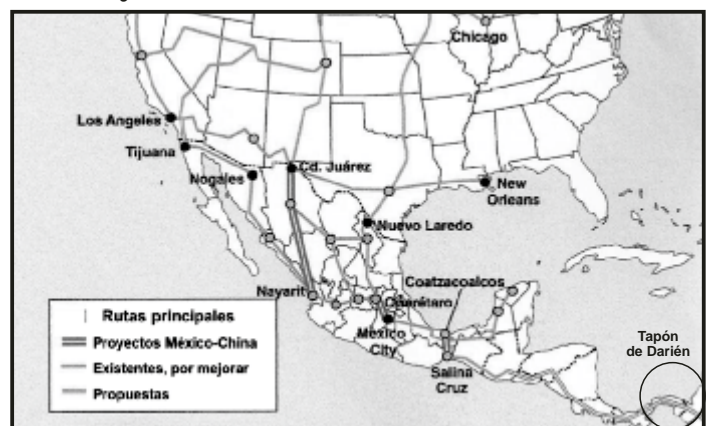 Chicago
Los Angeles
Tijuana
Nogales
Cd. Juárez
New
Orleans
Nuevo Laredo
Nayarit
Coatzacoalcos
Querétaro
Mexico
City
Salina
Cruz
Tapón
de Darién
Rutas principales
Proyectos México-China
Existentes, por mejorar
Propuestas